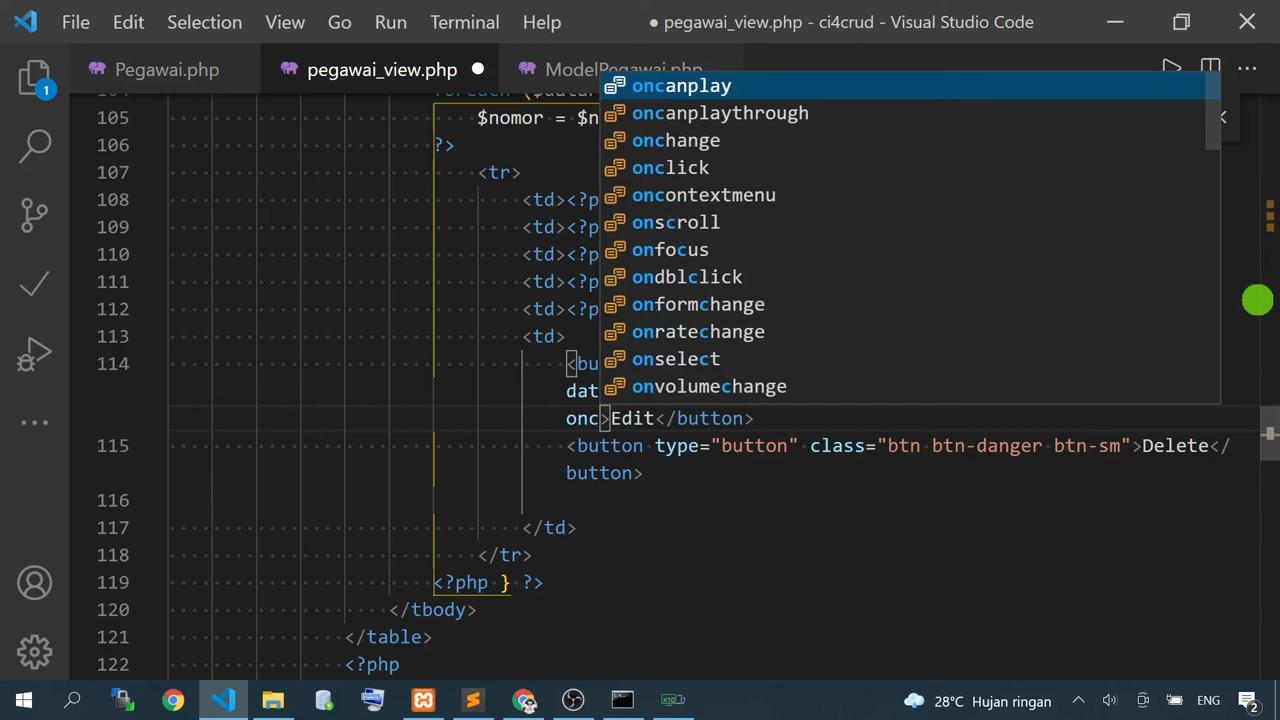 File Edit Selection View Go Run Terminal Help ● pegawai_view.php - ci4crud - Visual Studio Code
Pegawai.php pegawai_view.php ModelPegawai.php
1
105 $nomor = $n
106 ?>
107 <tr>
108 <td><?p
109 <td><?p
110 <td><?p
111 <td><?p
112 <td><?p
113 <td>
114 <bu
dat
onc>Edit</button>
115 <button type="button" class="btn btn-danger btn-sm">Delete</
button>
116
117 </td>
118 </tr>
119 <?php } ?>
120 </tbody>
121 </table>
122 <?php
oncanplay
oncanplaythrough
onchange
onclick
oncontextmenu
onscroll
onfocus
ondblclick
onformchange
onratechange
onselect
onvolumechange
28°C Hujan ringan ENG 2